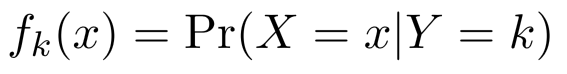 f_k(x) = Pr(X = x|Y = k)